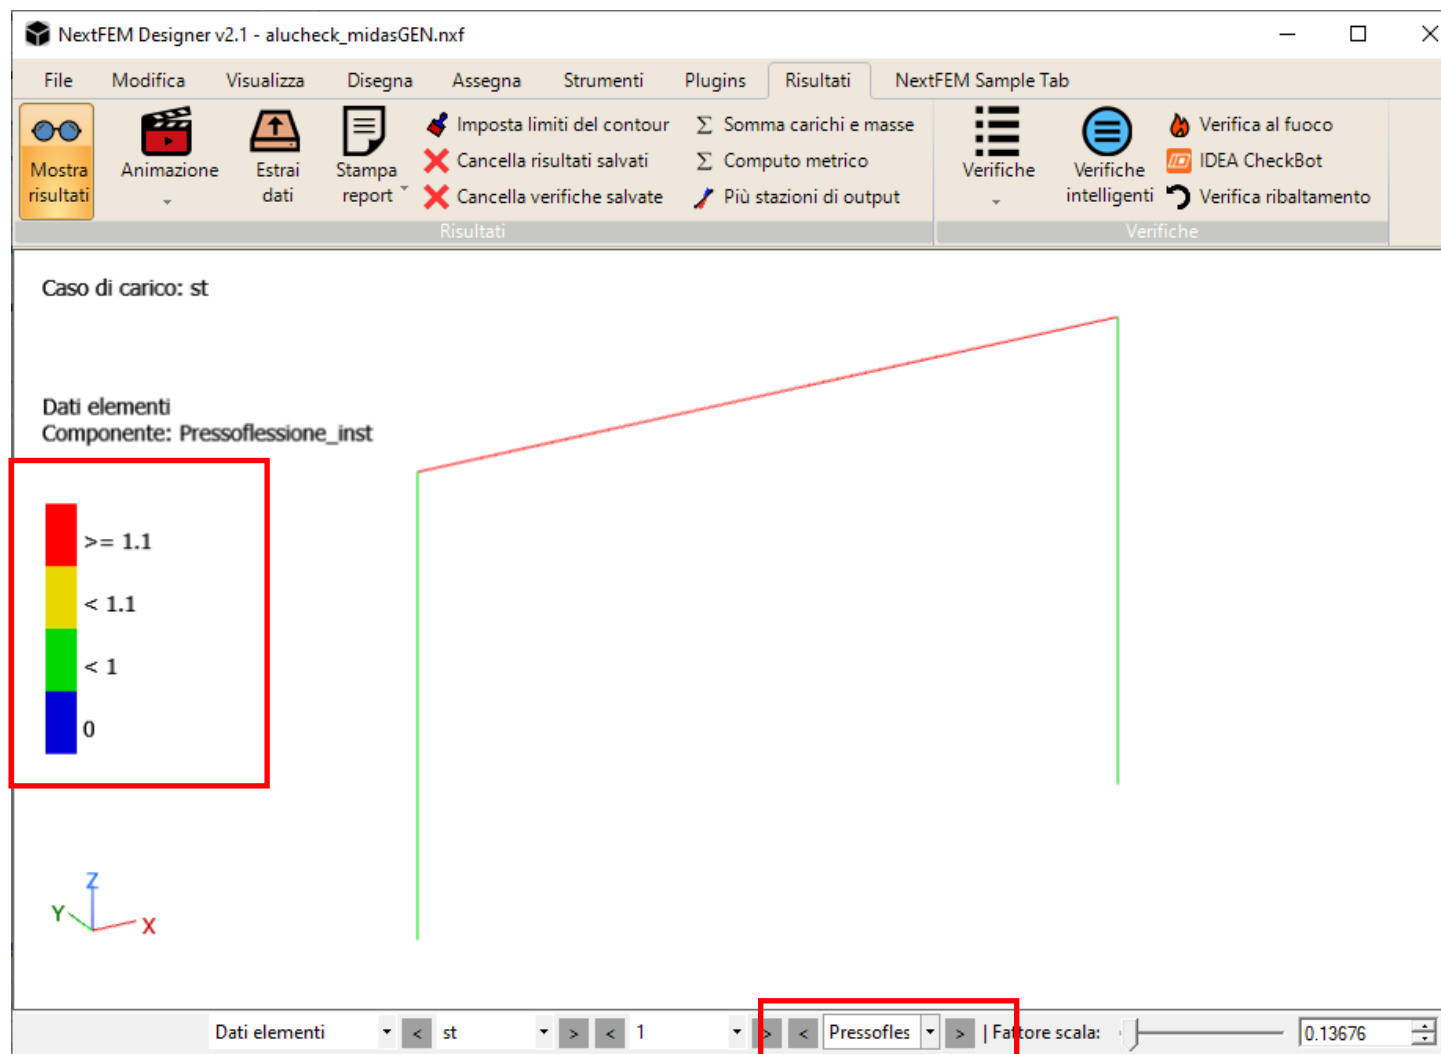 NextFEM Designer v2.1 - alucheck_midasGEN.nxf
File Modifica Visualizza Disegna Assegna Strumenti Plugins Risultati NextFEM Sample Tab
Mostra risultati
Animazione
Estrai dati
Stampa report
Imposta limiti del contour
Cancella risultati salvati
Cancella verifiche salvate
Σ Somma carichi e masse
Σ Computo metrico
Più stazioni di output
Risultati
Verifiche
Verifiche intelligenti
Verifica al fuoco
IDEA CheckBot
Verifica ribaltamento
Verifiche
Caso di carico: st
Dati elementi
Componente: Pressoflessione_inst
>= 1.1
< 1.1
< 1
0
Z
Y
X
Dati elementi < st > < 1 > < Pressofles > | Fattore scala: 0.13676